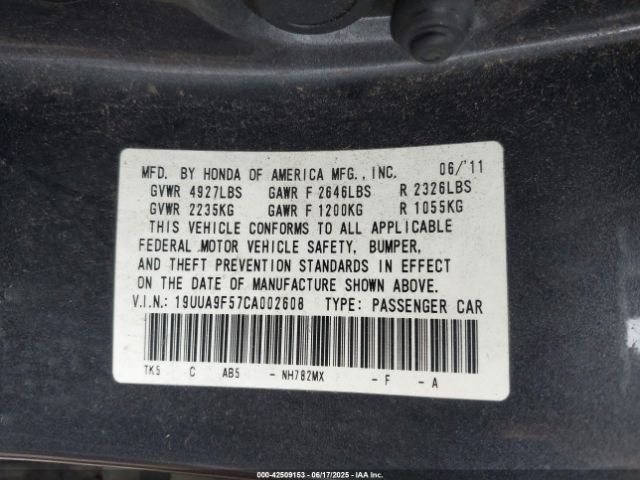 MFD. BY HONDA OF AMERICA MFG., INC. 06/'11
GVWR 4927LBS GAWR F 2646LBS R 2326LBS
GVWR 2235KG GAWR F 1200KG R 1055KG
THIS VEHICLE CONFORMS TO ALL APPLICABLE
FEDERAL MOTOR VEHICLE SAFETY, BUMPER,
AND THEFT PREVENTION STANDARDS IN EFFECT
ON THE DATE OF MANUFACTURE SHOWN ABOVE.
V.I.N.: 19UUA9F57CA002608 TYPE: PASSENGER CAR
TK5 C AB5 - NH782MX - F - A
000-42509153 - 06/17/2025 - IAA Inc.